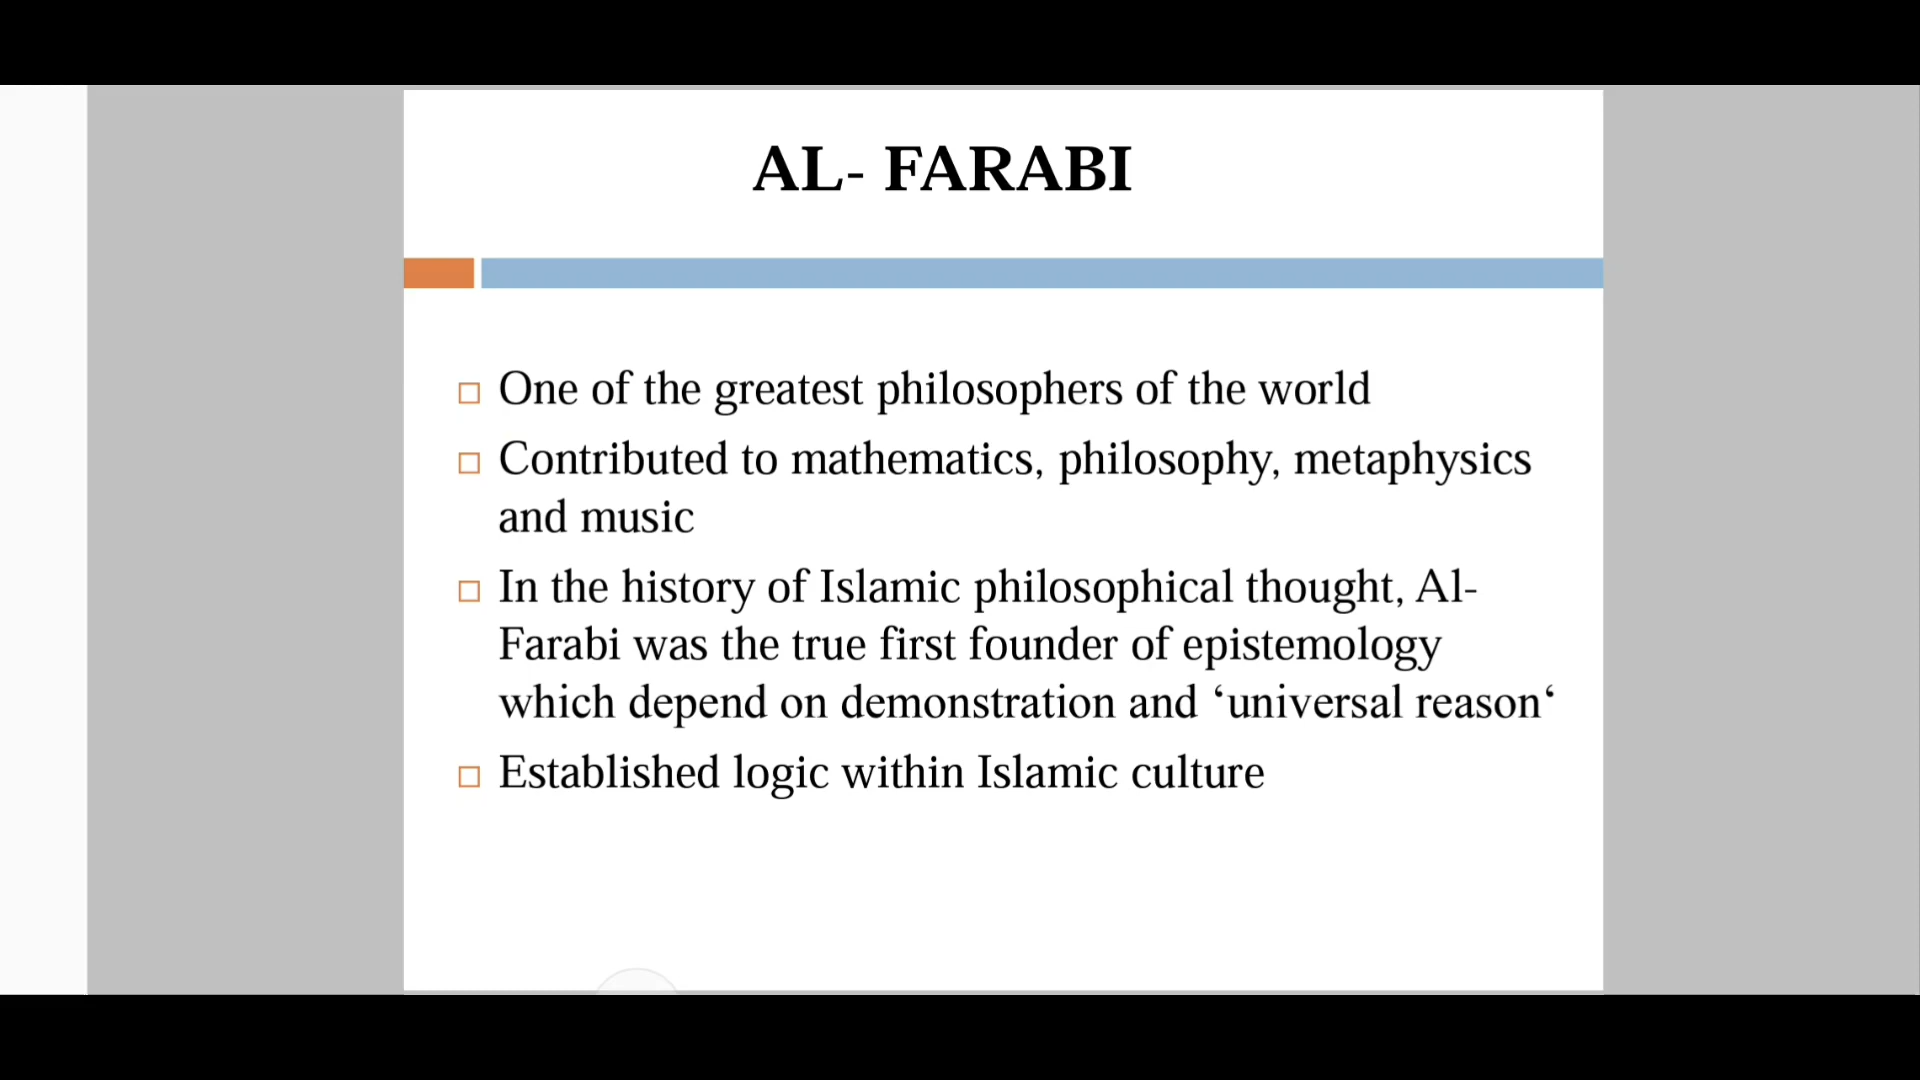 AL- FARABI
One of the greatest philosophers of the world
Contributed to mathematics, philosophy, metaphysics
and music
In the history of Islamic philosophical thought, Al-
Farabi was the true first founder of epistemology
which depend on demonstration and ‘universal reason‘
Established logic within Islamic culture